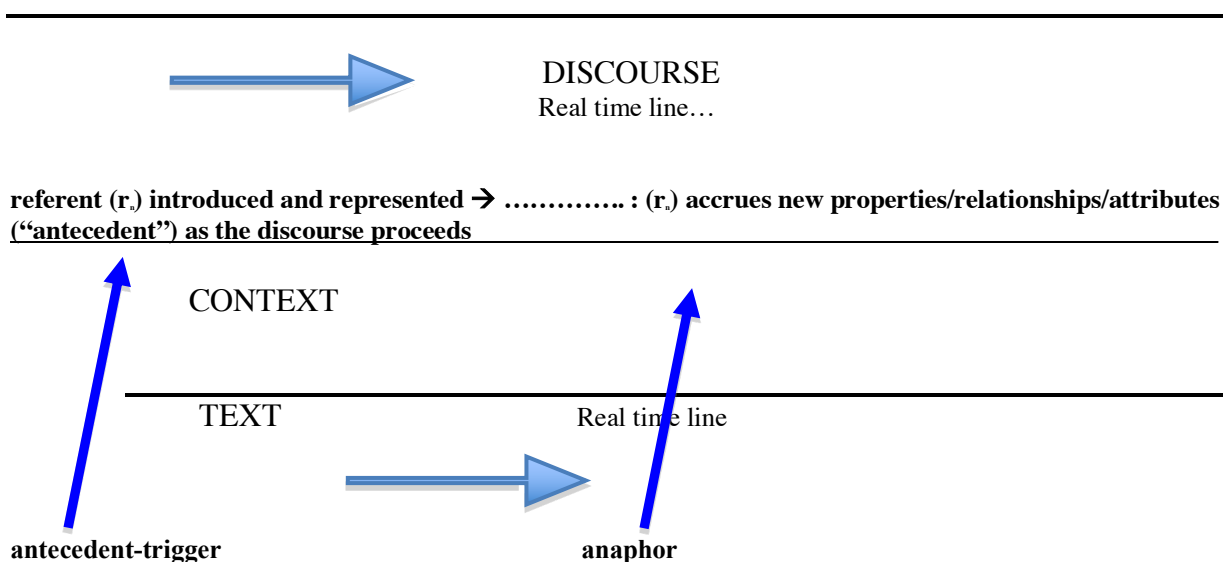 DISCOURSE
Real time line…
referent (rₙ) introduced and represented → ………….. : (rₙ) accrues new properties/relationships/attributes
(“antecedent”) as the discourse proceeds
CONTEXT
TEXT Real time line
antecedent-trigger anaphor